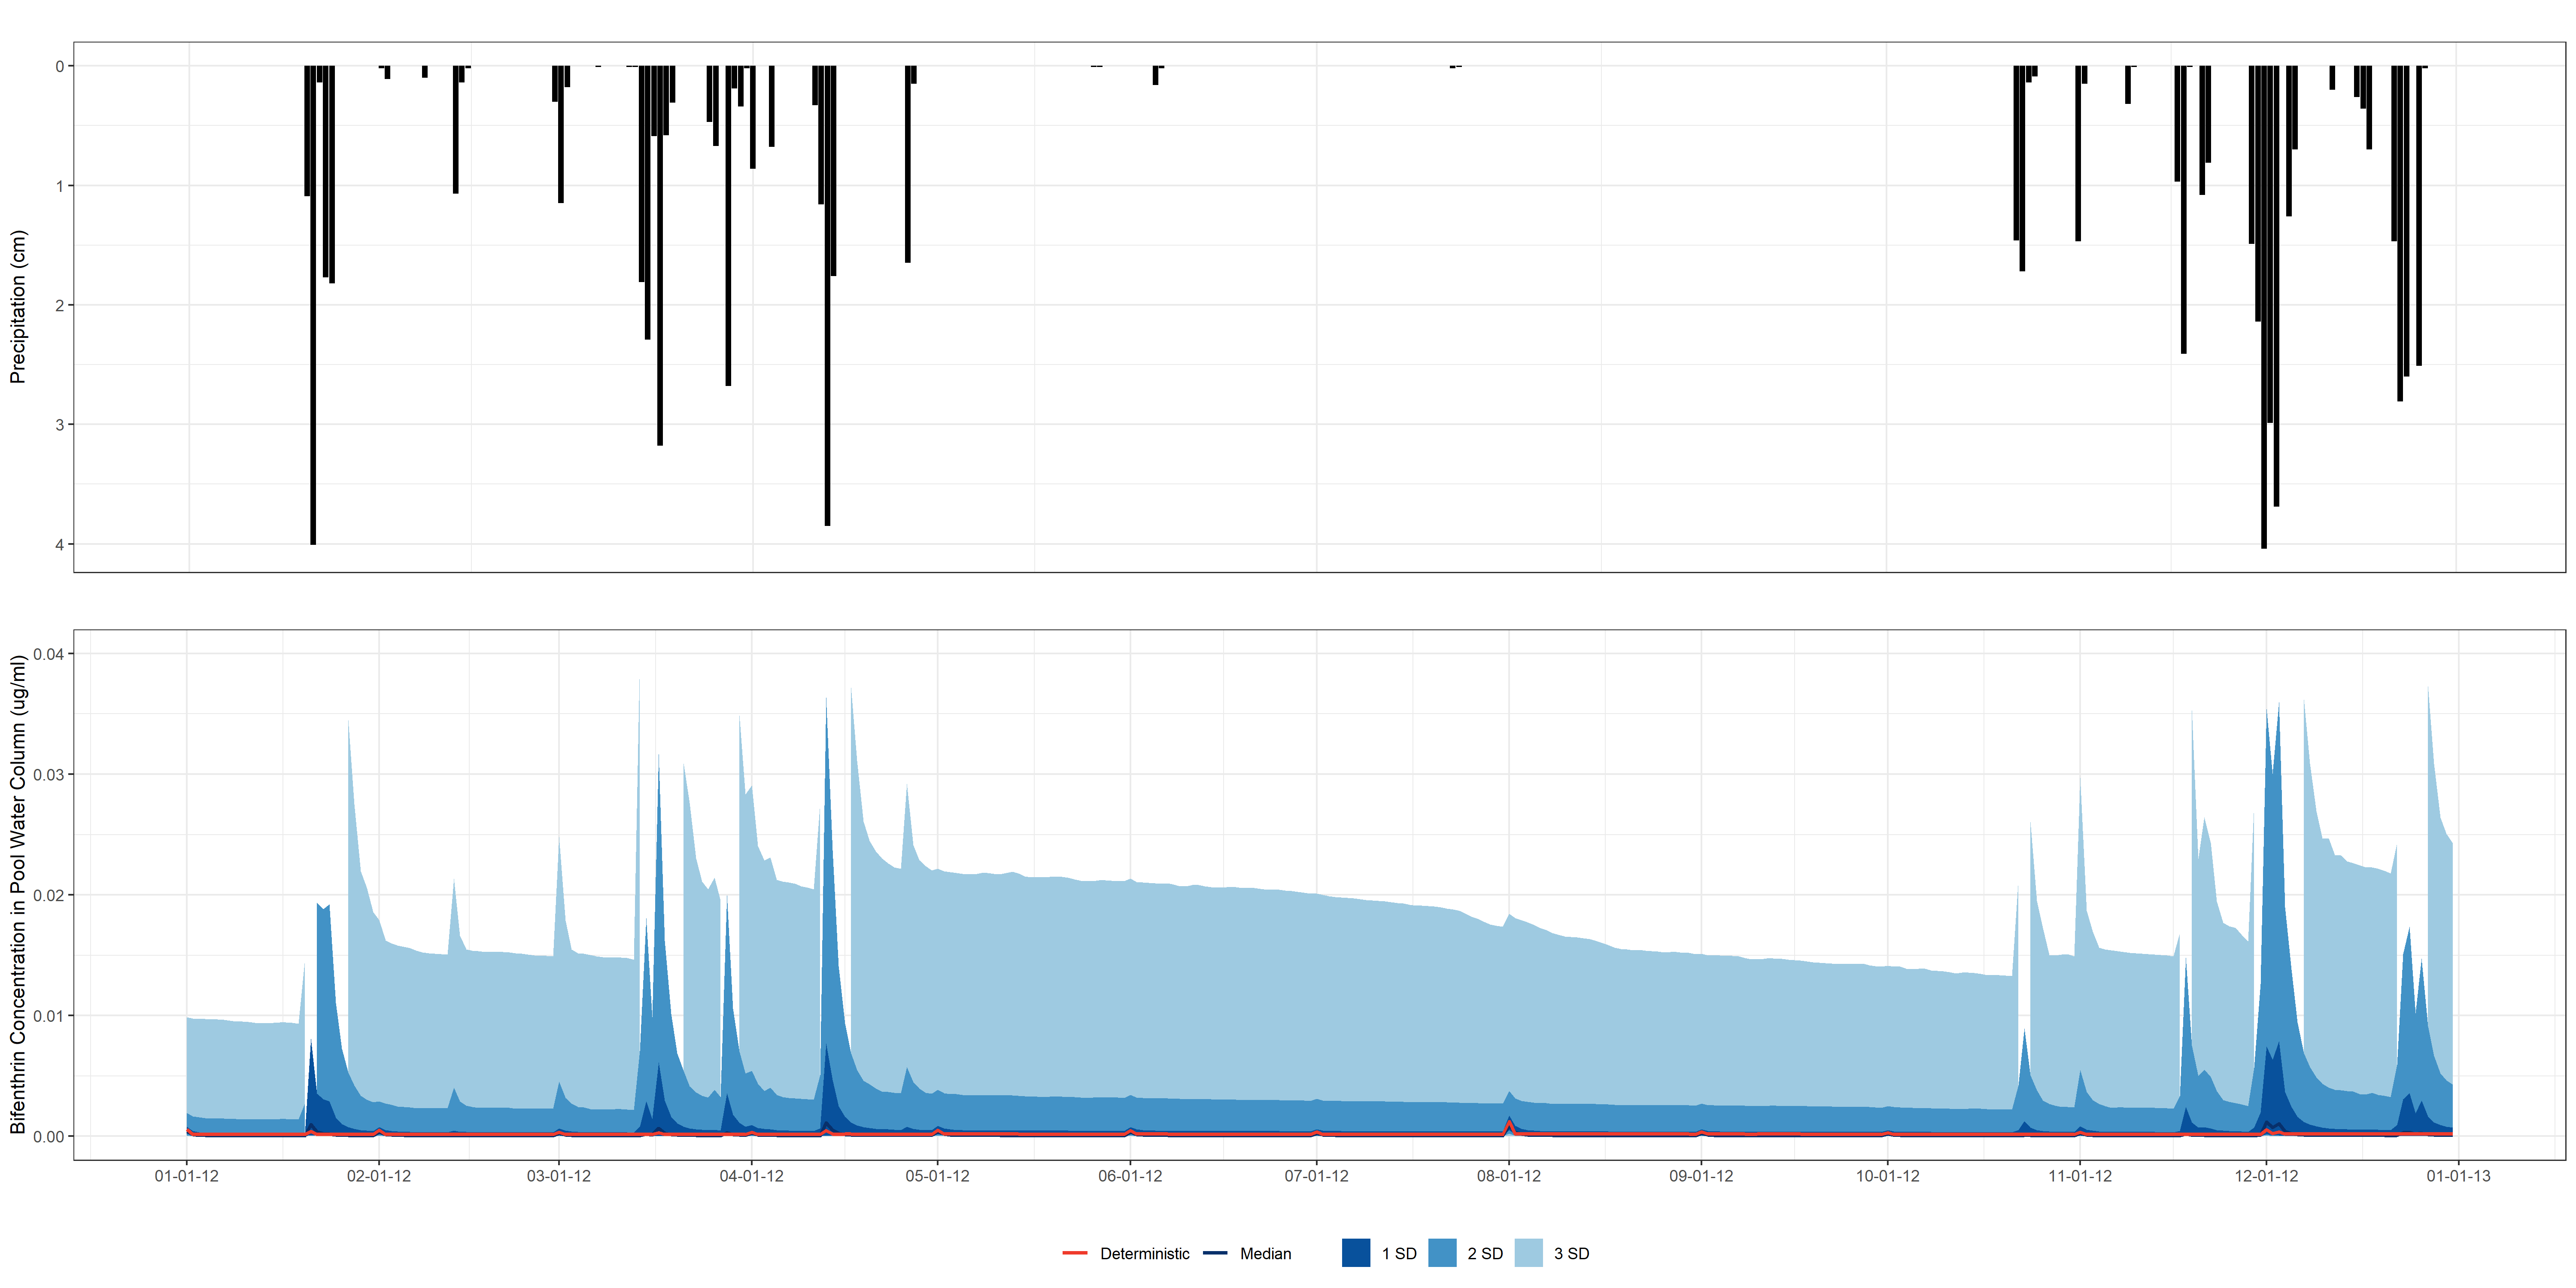 Precipitation (cm)
0
1
2
3
4
Bifenthrin Concentration in Pool Water Column (ug/ml)
0.04
0.03
0.02
0.01
0.00
01-01-12 02-01-12 03-01-12 04-01-12 05-01-12 06-01-12 07-01-12 08-01-12 09-01-12 10-01-12 11-01-12 12-01-12 01-01-13
Deterministic Median 1 SD 2 SD 3 SD